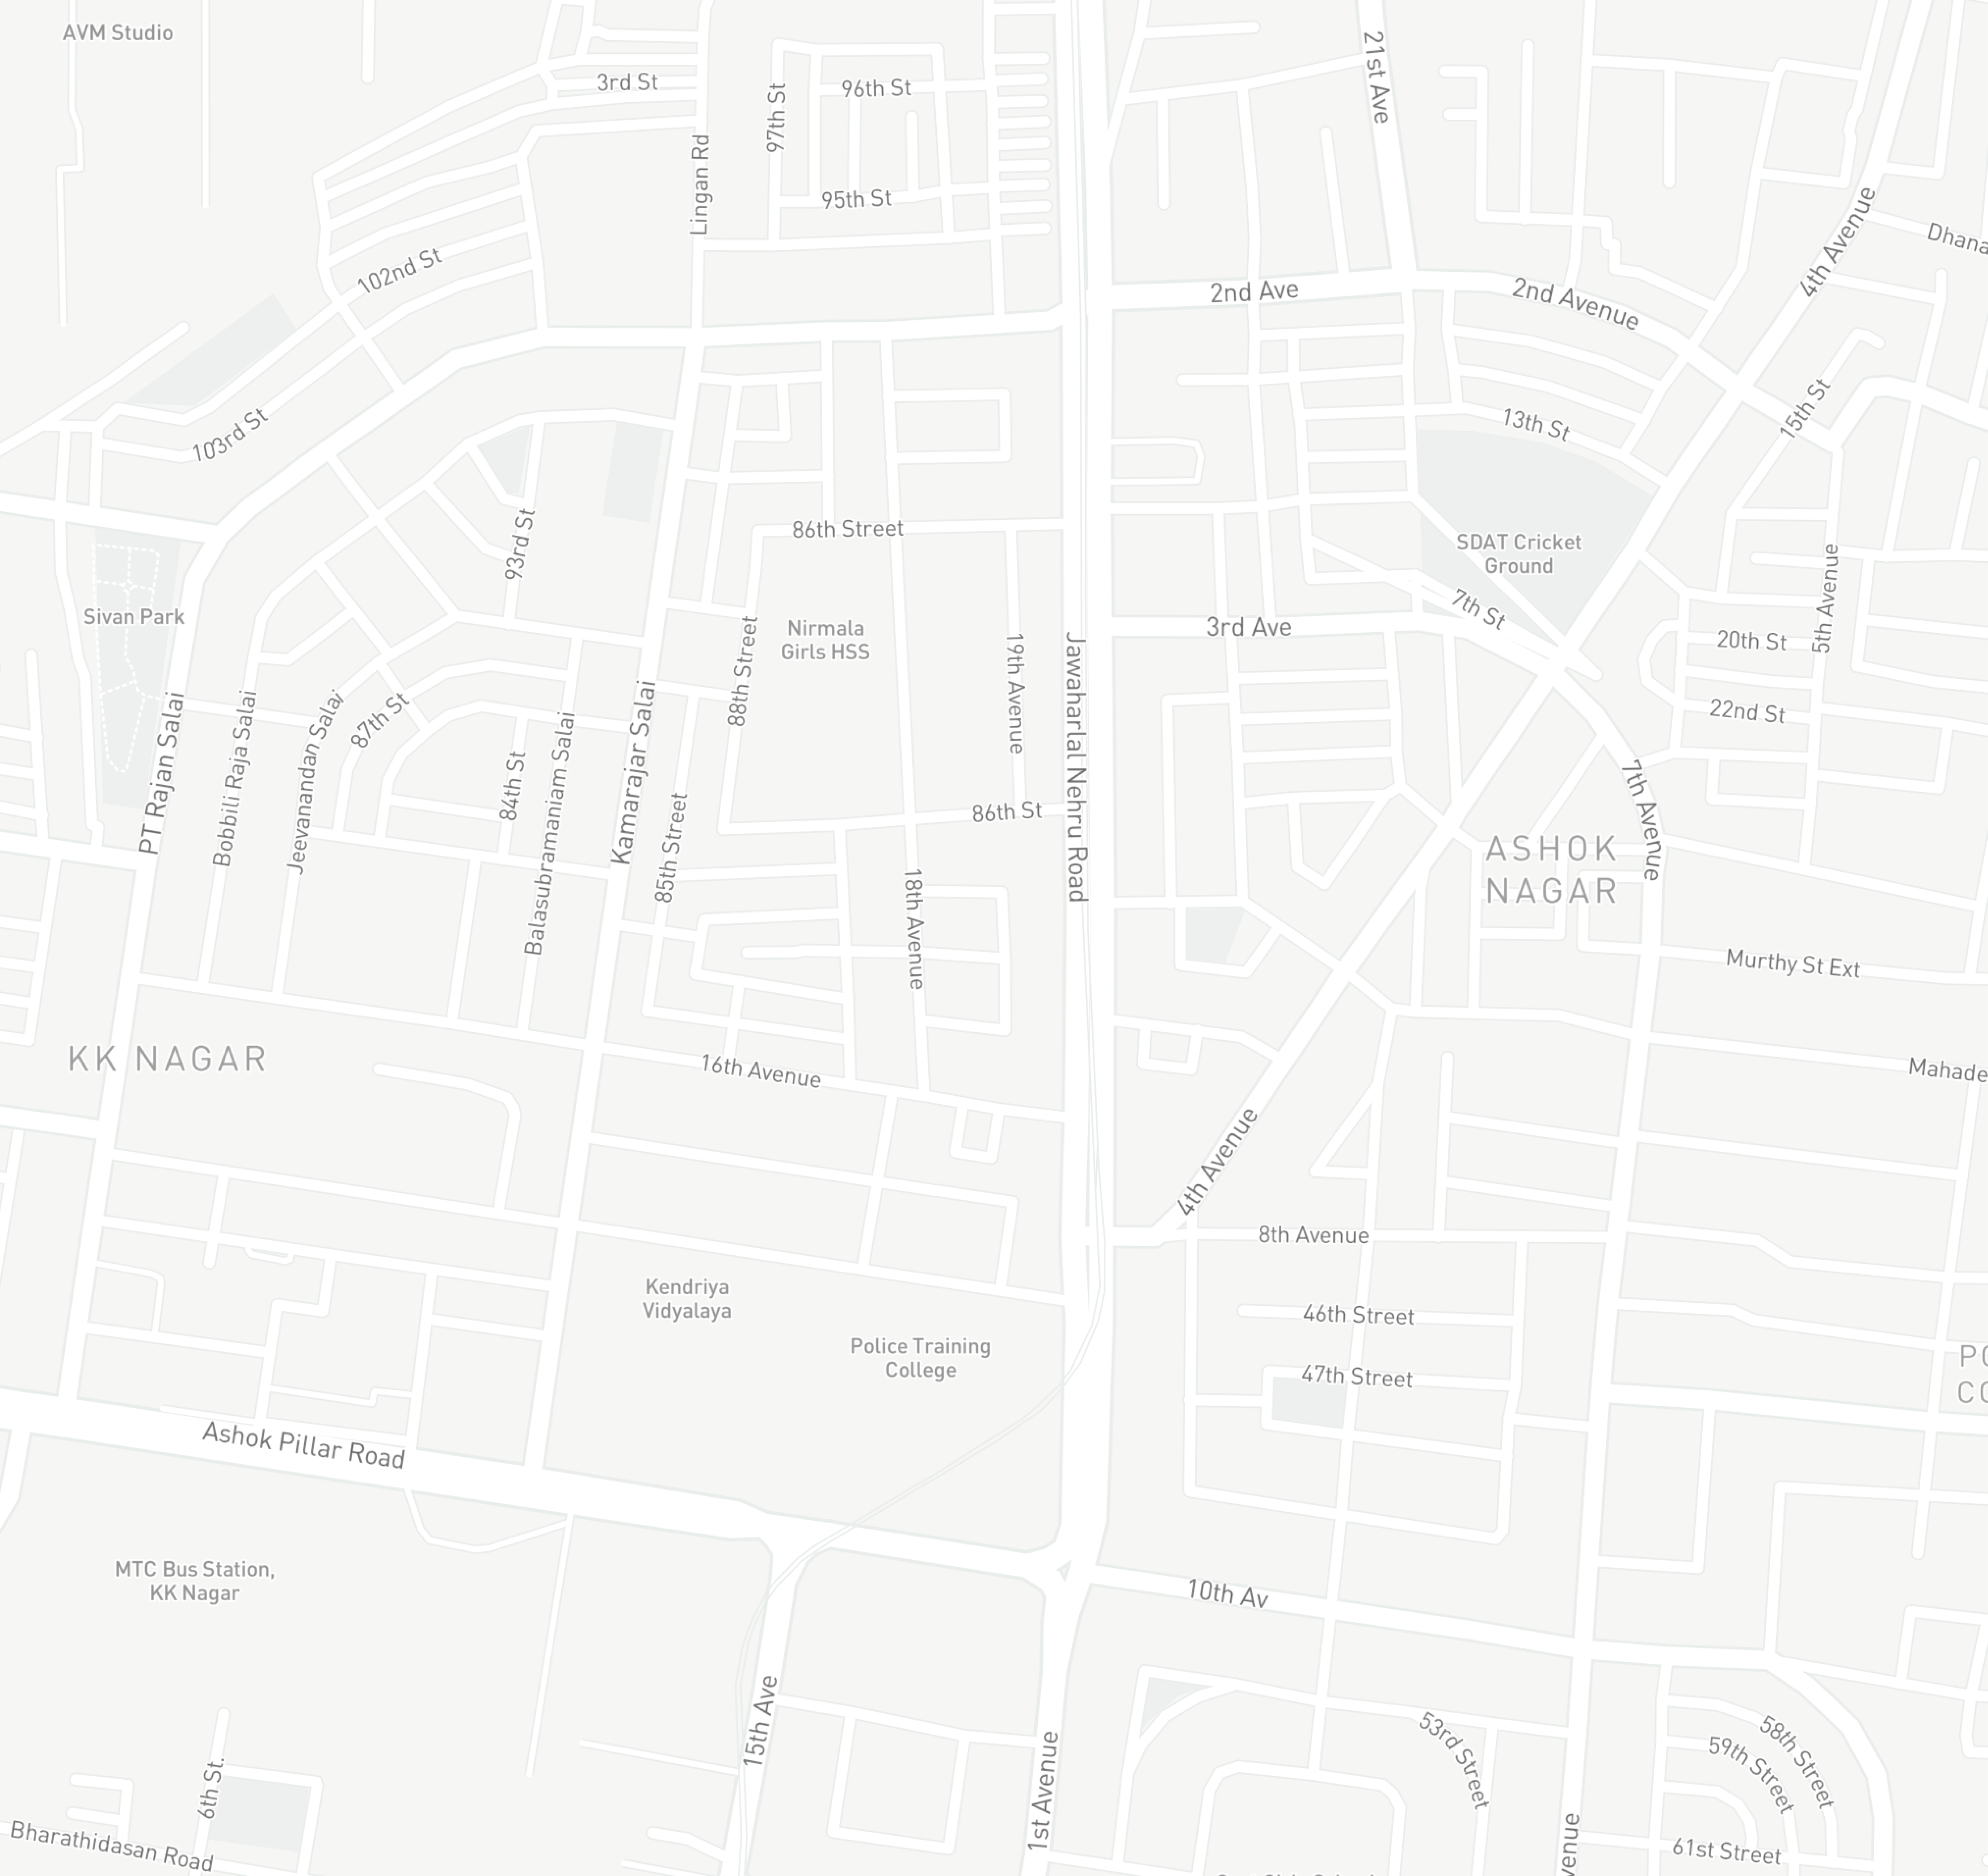 AVM Studio
3rd St
97th St
96th St
95th St
Lingan Rd
21st Ave
4th Avenue
Dhana
102nd St
2nd Ave
2nd Avenue
103rd St
15th St
13th St
86th Street
93rd St
SDAT Cricket
Ground
5th Avenue
Sivan Park
7th St
3rd Ave
Nirmala
Girls HSS
19th Avenue
88th Street
20th St
22nd St
PT Rajan Salai
Bobbili Raja Salai
Jeevanandan Salai
87th St
84th St
Balasubramaniam Salai
Kamarajar Salai
85th Street
86th St
Jawaharlal Nehru Road
7th Avenue
ASHOK
NAGAR
18th Avenue
Murthy St Ext
KK NAGAR
16th Avenue
Mahade
4th Avenue
8th Avenue
Kendriya
Vidyalaya
46th Street
Police Training
College
47th Street
PO
CO
Ashok Pillar Road
MTC Bus Station,
KK Nagar
10th Av
15th Ave
1st Avenue
53rd Street
58th Street
59th Street
61st Street
6th St.
Bharathidasan Road
venue